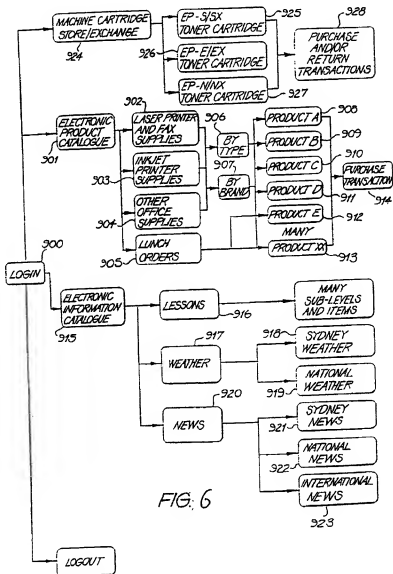 MACHINE CARTRIDGE
STORE/EXCHANGE
924
EP-S/SX
TONER CARTRIDGE
925
926
EP-E/EX
TONER CARTRIDGE
EP-N/NX
TONER CARTRIDGE
927
928
PURCHASE
AND/OR
RETURN
TRANSACTIONS
ELECTRONIC
PRODUCT
CATALOGUE
901
902
LASER PRINTER
AND FAX
SUPPLIES
INKJET
PRINTER
SUPPLIES
903
OTHER
OFFICE
SUPPLIES
904
LUNCH
ORDERS
905
906
BY
TYPE
907
BY
BRAND
908
PRODUCT A
909
PRODUCT B
910
PRODUCT C
PRODUCT D
911
PRODUCT E
912
MANY
PRODUCT XX
913
PURCHASE
TRANSACTION
914
900
LOGIN
ELECTRONIC
INFORMATION
CATALOGUE
915
LESSONS
916
MANY
SUB-LEVELS
AND ITEMS
917
WEATHER
918
SYDNEY
WEATHER
NATIONAL
WEATHER
919
920
NEWS
SYDNEY
NEWS
921
NATIONAL
NEWS
922
INTERNATIONAL
NEWS
923
FIG. 6
LOGOUT